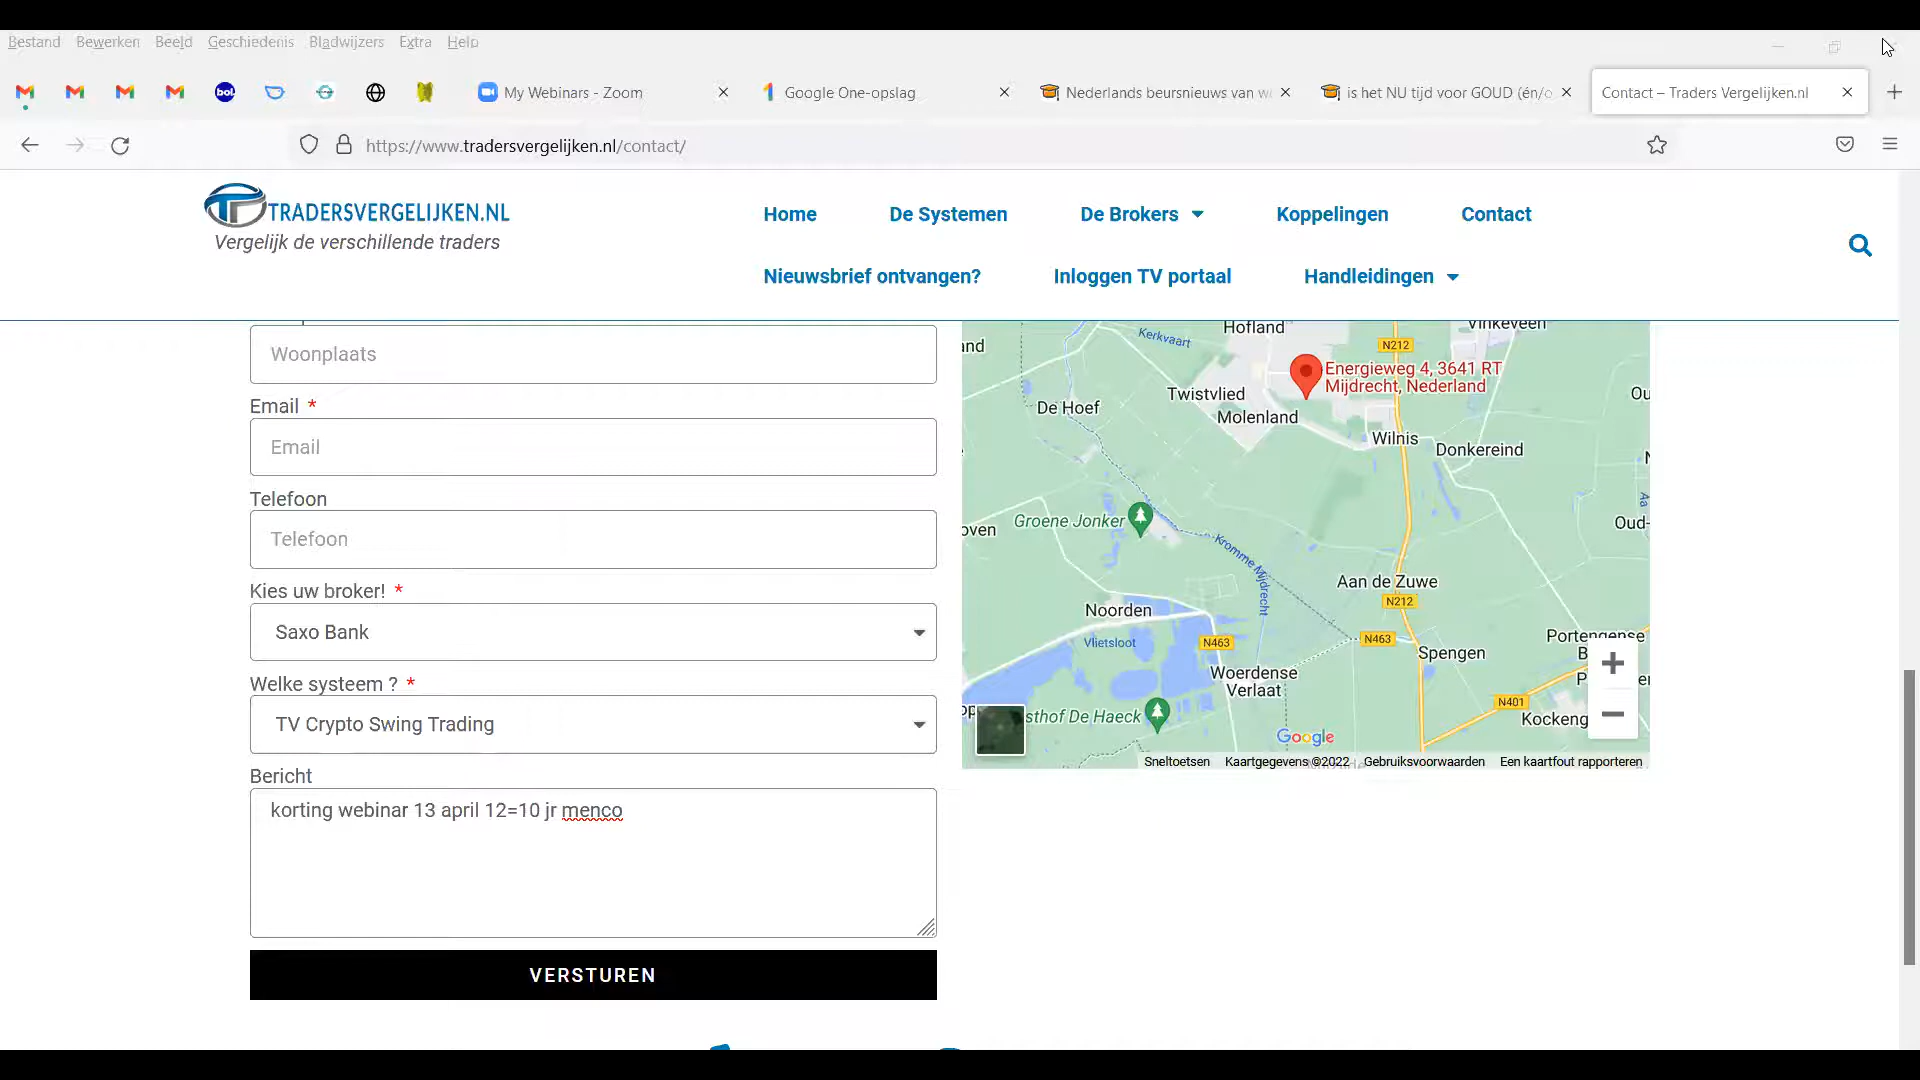 Bestand Bewerken Beeld Geschiedenis Bladwijzers Extra Help
bol. My Webinars - Zoom Google One-opslag Nederlands beursnieuws van is het NU tijd voor GOUD (én/o Contact – Traders Vergelijken.nl
https://www.tradersvergelijken.nl/contact/
TRADERSVERGELIJKEN.NL
Vergelijk de verschillende traders
Home De Systemen De Brokers Koppelingen Contact
Nieuwsbrief ontvangen? Inloggen TV portaal Handleidingen
Woonplaats
Email *
Email
Telefoon
Telefoon
Kies uw broker! *
Saxo Bank
Welke systeem ? *
TV Crypto Swing Trading
Bericht
korting webinar 13 april 12=10 jr menco
VERSTUREN
Hofland
Vinkeveen
Kerkvaart
N212
Energieweg 4, 3641 RT
Mijdrecht, Nederland
Twistvlied
De Hoef
Molenland
Wilnis
Donkereind
Groene Jonker
Kromme Mijdrecht
Aan de Zuwe
N212
Noorden
Vlietsloot
N463
N463
Spengen
Portengense
Woerdense
Verlaat
N401
Kockeng
sthof De Haeck
Google
Sneltoetsen Kaartgegevens ©2022 Gebruiksvoorwaarden Een kaartfout rapporteren